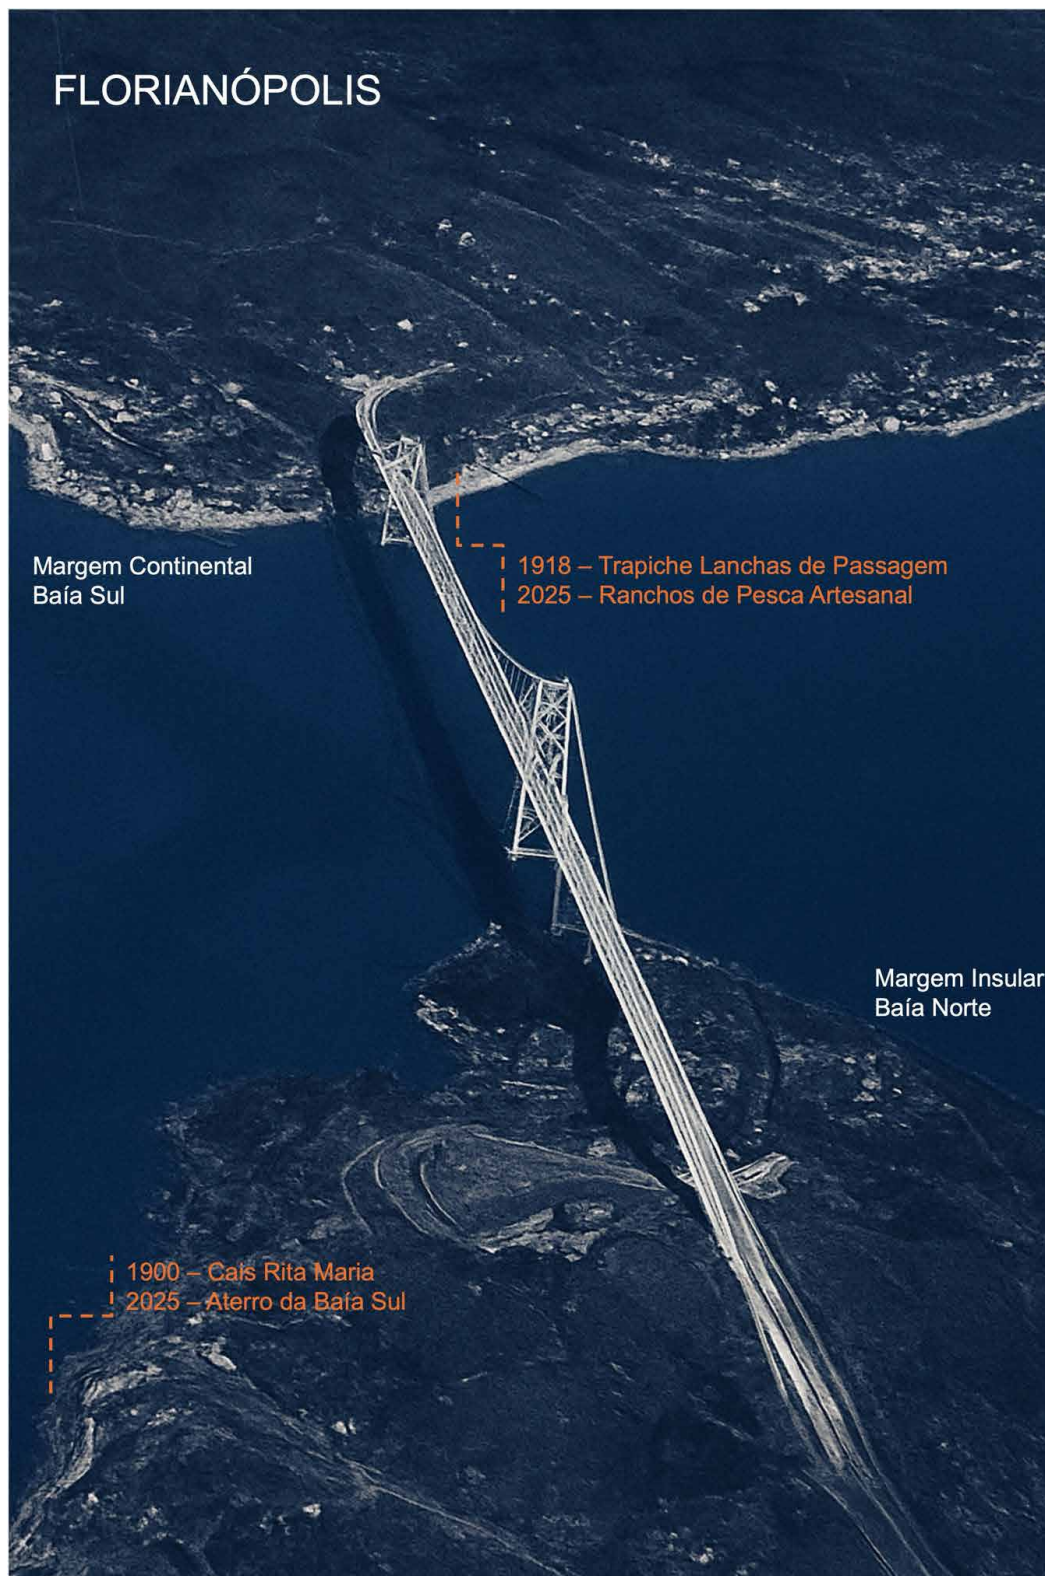 FLORIANÓPOLIS
Margem Continental
Baía Sul
1918 – Trapiche Lanchas de Passagem
2025 – Ranchos de Pesca Artesanal
Margem Insular
Baía Norte
1900 – Cais Rita Maria
2025 – Aterro da Baía Sul